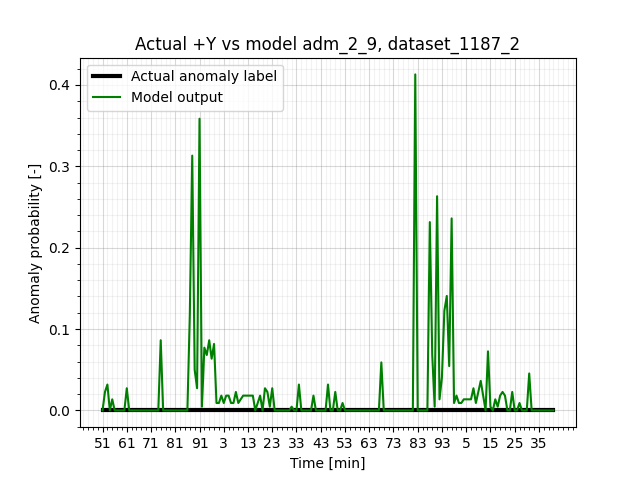 Actual +Y vs model adm_2_9, dataset_1187_2
Actual anomaly label
Model output
Anomaly probability [-]
0.4
0.3
0.2
0.1
0.0
51 61 71 81 91 3 13 23 33 43 53 63 73 83 93 5 15 25 35
Time [min]